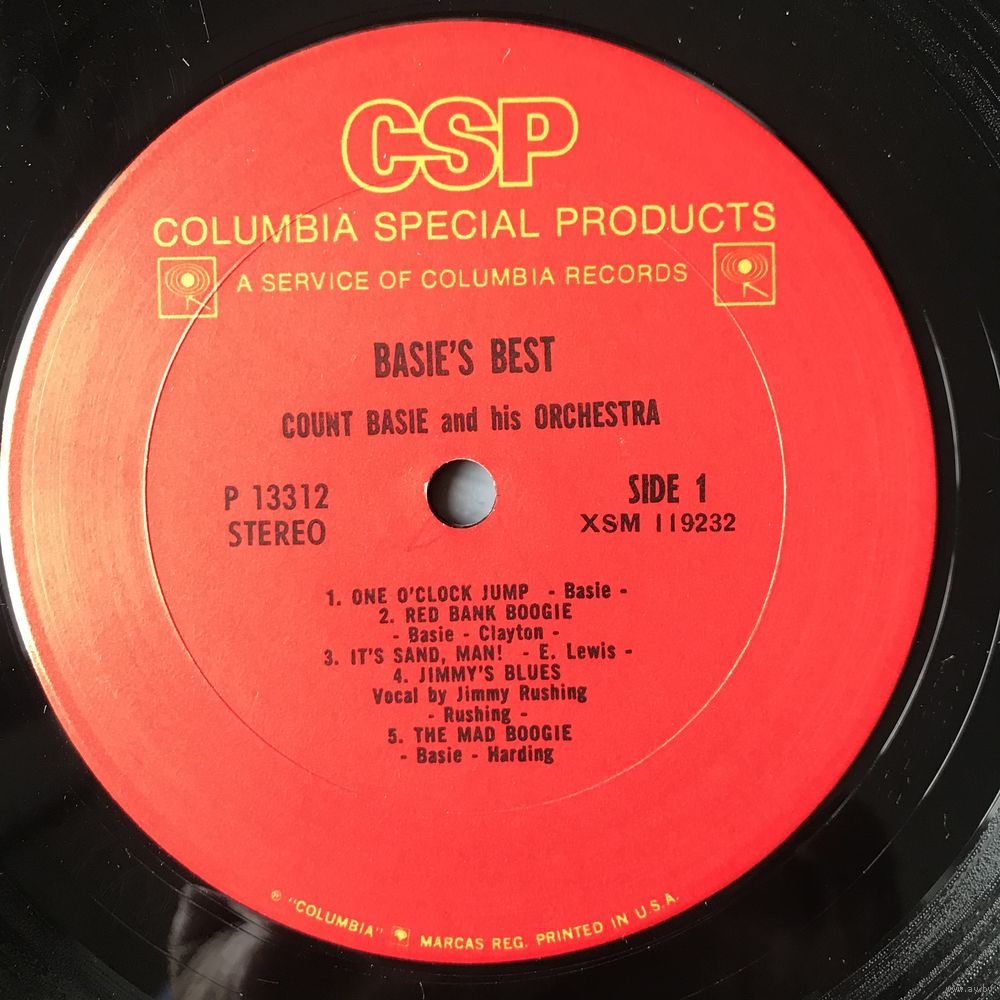 CSP
COLUMBIA SPECIAL PRODUCTS
A SERVICE OF COLUMBIA RECORDS
BASIE'S BEST
COUNT BASIE and his ORCHESTRA
P 13312
STEREO
SIDE 1
XSM 119232
1. ONE O'CLOCK JUMP - Basie -
2. RED BANK BOOGIE
- Basie - Clayton -
3. IT'S SAND, MAN! - E. Lewis -
4. JIMMY'S BLUES
Vocal by Jimmy Rushing
- Rushing -
5. THE MAD BOOGIE
- Basie - Harding
℗ "COLUMBIA" MARCAS REG. PRINTED IN U.S.A.